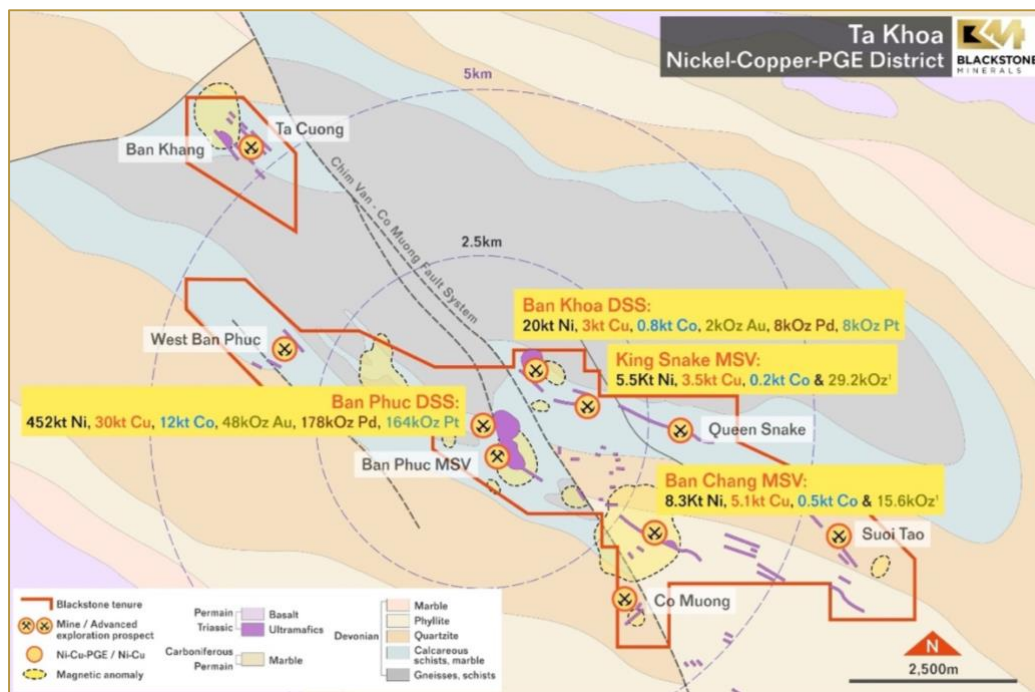 Ta Khoa
Nickel-Copper-PGE District
BLACKSTONE
MINERALS
5km
Ta Cuong
Ban Khang
Chim Van - Co Muong Fault System
2.5km
Ban Khoa DSS:
20kt Ni, 3kt Cu, 0.8kt Co, 2kOz Au, 8kOz Pd, 8kOz Pt
West Ban Phuc
King Snake MSV:
5.5Kt Ni, 3.5kt Cu, 0.2kt Co & 29.2kOz¹
Ban Phuc DSS:
452kt Ni, 30kt Cu, 12kt Co, 48kOz Au, 178kOz Pd, 164kOz Pt
Queen Snake
Ban Phuc MSV
Ban Chang MSV:
8.3Kt Ni, 5.1kt Cu, 0.5kt Co & 15.6kOz¹
Suoi Tao
Co Muong
Blackstone tenure
Mine / Advanced
exploration prospect
Ni-Cu-PGE / Ni-Cu
Magnetic anomaly
Permain
Triassic
Basalt
Ultramafics
Carboniferous
Permain
Marble
Devonian
Marble
Phyllite
Quartzite
Calcareous
schists, marble
Gneisses, schists
N
2,500m